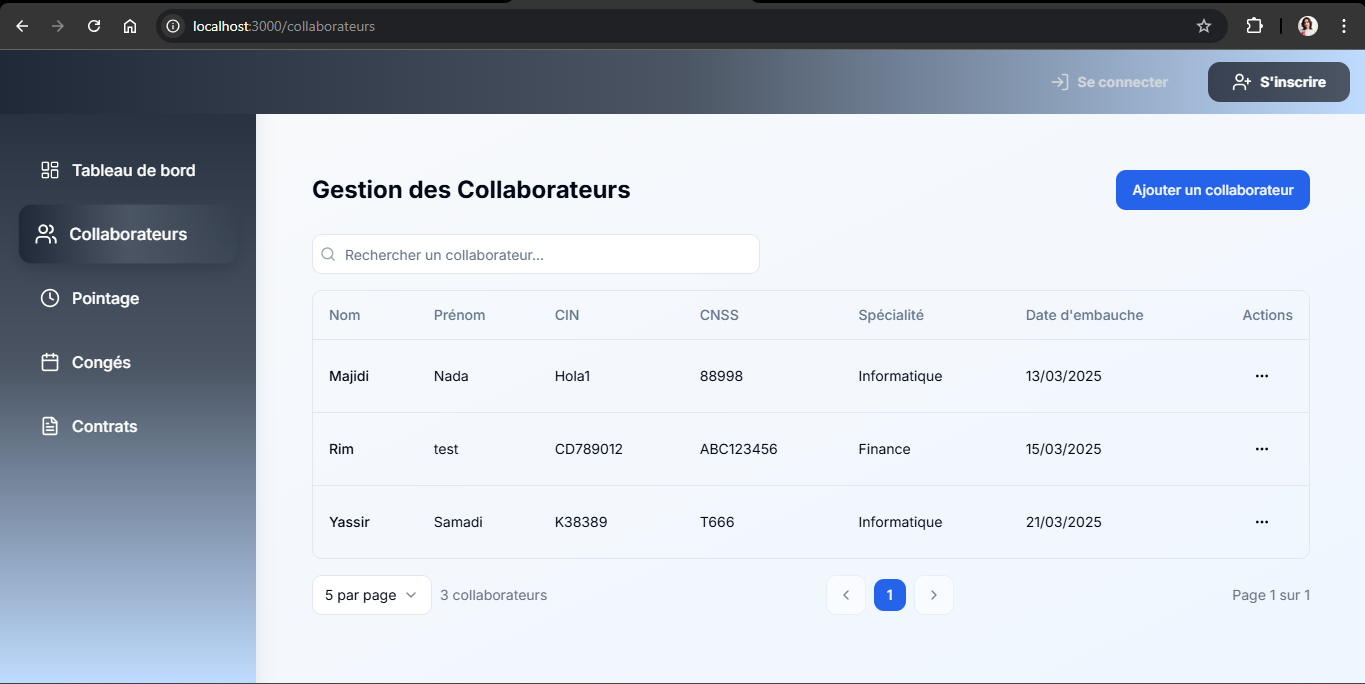 localhost:3000/collaborateurs
Se connecter
S'inscrire
Tableau de bord
Collaborateurs
Pointage
Congés
Contrats
Gestion des Collaborateurs
Ajouter un collaborateur
Rechercher un collaborateur...
Nom Prénom CIN CNSS Spécialité Date d'embauche Actions
Majidi Nada Hola1 88998 Informatique 13/03/2025
Rim test CD789012 ABC123456 Finance 15/03/2025
Yassir Samadi K38389 T666 Informatique 21/03/2025
5 par page 3 collaborateurs 1 Page 1 sur 1